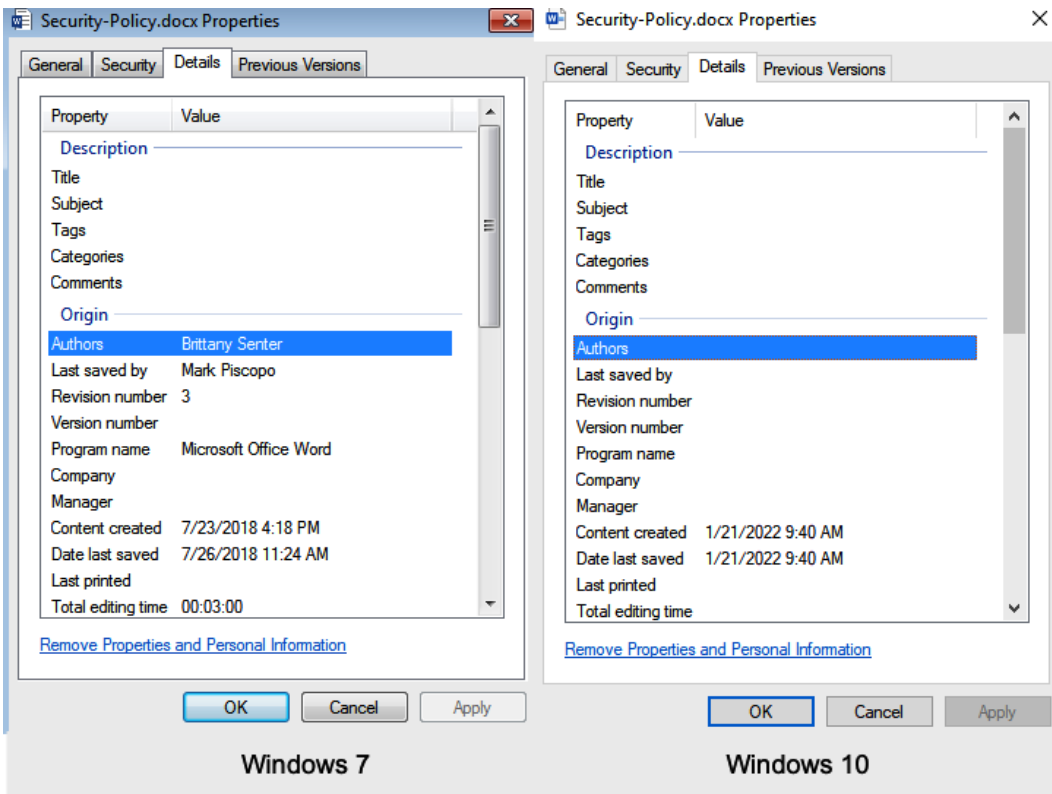 Security-Policy.docx Properties
General Security Details Previous Versions
Property Value
Description
Title
Subject
Tags
Categories
Comments
Origin
Authors Brittany Senter
Last saved by Mark Piscopo
Revision number 3
Version number
Program name Microsoft Office Word
Company
Manager
Content created 7/23/2018 4:18 PM
Date last saved 7/26/2018 11:24 AM
Last printed
Total editing time 00:03:00
Remove Properties and Personal Information
OK Cancel Apply
Windows 7
Security-Policy.docx Properties
General Security Details Previous Versions
Property Value
Description
Title
Subject
Tags
Categories
Comments
Origin
Authors
Last saved by
Revision number
Version number
Program name
Company
Manager
Content created 1/21/2022 9:40 AM
Date last saved 1/21/2022 9:40 AM
Last printed
Total editing time
Remove Properties and Personal Information
OK Cancel Apply
Windows 10